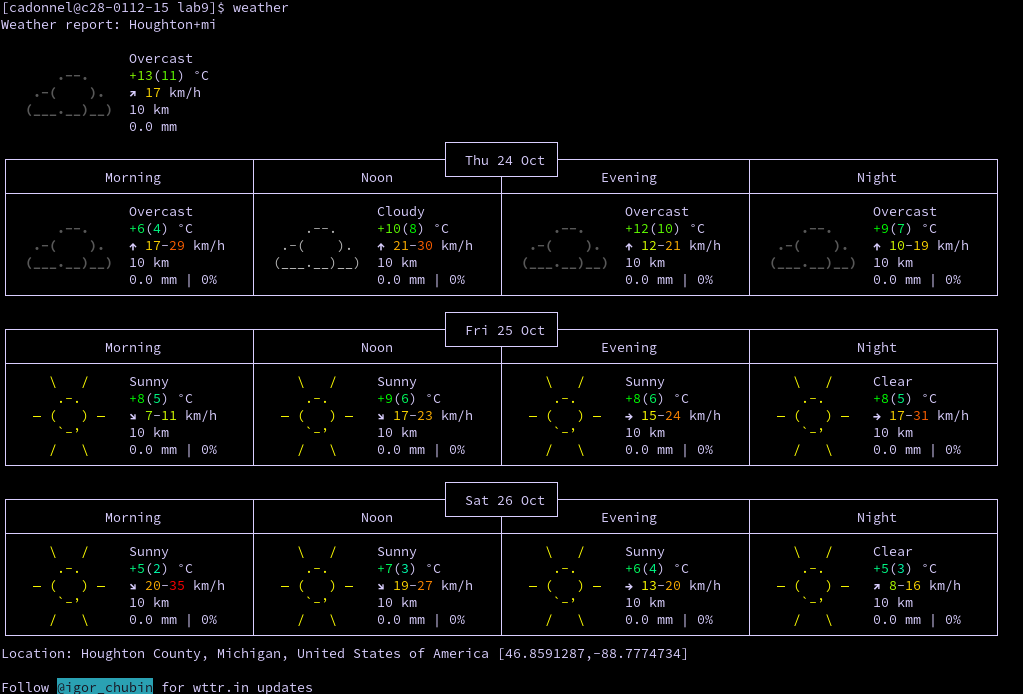 [cadonnel@c28-0112-15 lab9]$ weather
Weather report: Houghton+mi
Overcast
+13(11) °C
↗ 17 km/h
10 km
0.0 mm
Thu 24 Oct
Morning Noon Evening Night
Overcast Cloudy Overcast Overcast
+6(4) °C +10(8) °C +12(10) °C +9(7) °C
↑ 17-29 km/h ↑ 21-30 km/h ↑ 12-21 km/h ↑ 10-19 km/h
10 km 10 km 10 km 10 km
0.0 mm | 0% 0.0 mm | 0% 0.0 mm | 0% 0.0 mm | 0%
Fri 25 Oct
Morning Noon Evening Night
Sunny Sunny Sunny Clear
+8(5) °C +9(6) °C +8(6) °C +8(5) °C
↘ 7-11 km/h ↘ 17-23 km/h → 15-24 km/h → 17-31 km/h
10 km 10 km 10 km 10 km
0.0 mm | 0% 0.0 mm | 0% 0.0 mm | 0% 0.0 mm | 0%
Sat 26 Oct
Morning Noon Evening Night
Sunny Sunny Sunny Clear
+5(2) °C +7(3) °C +6(4) °C +5(3) °C
↘ 20-35 km/h ↘ 19-27 km/h → 13-20 km/h ↗ 8-16 km/h
10 km 10 km 10 km 10 km
0.0 mm | 0% 0.0 mm | 0% 0.0 mm | 0% 0.0 mm | 0%
Location: Houghton County, Michigan, United States of America [46.8591287,-88.7774734]
Follow @igor_chubin for wttr.in updates